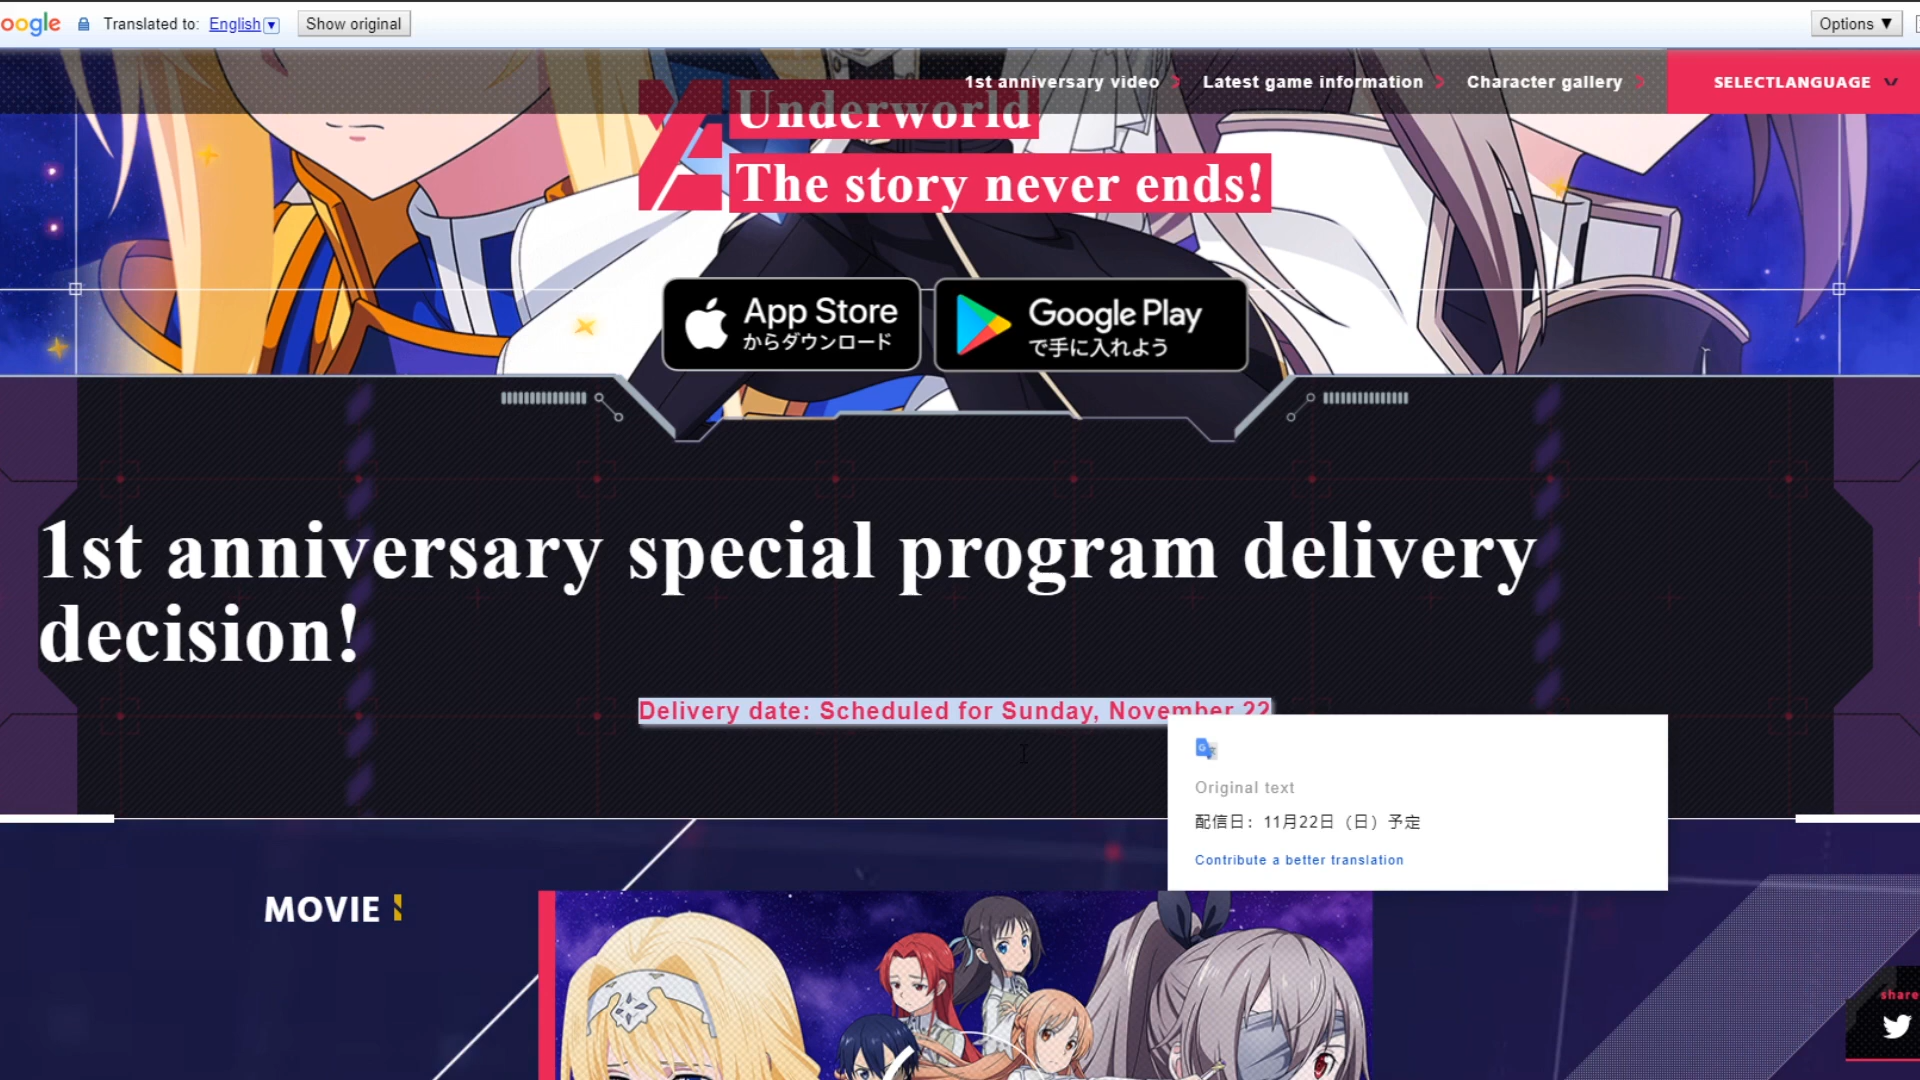 oogle
Translated to: English
Show original
Options ▼
1st anniversary video
Latest game information
Character gallery
SELECTLANGUAGE
Underworld
The story never ends!
App Store
からダウンロード
Google Play
で手に入れよう
1st anniversary special program delivery
decision!
Delivery date: Scheduled for Sunday, November 22
Original text
配信日：11月22日（日）予定
Contribute a better translation
MOVIE
share